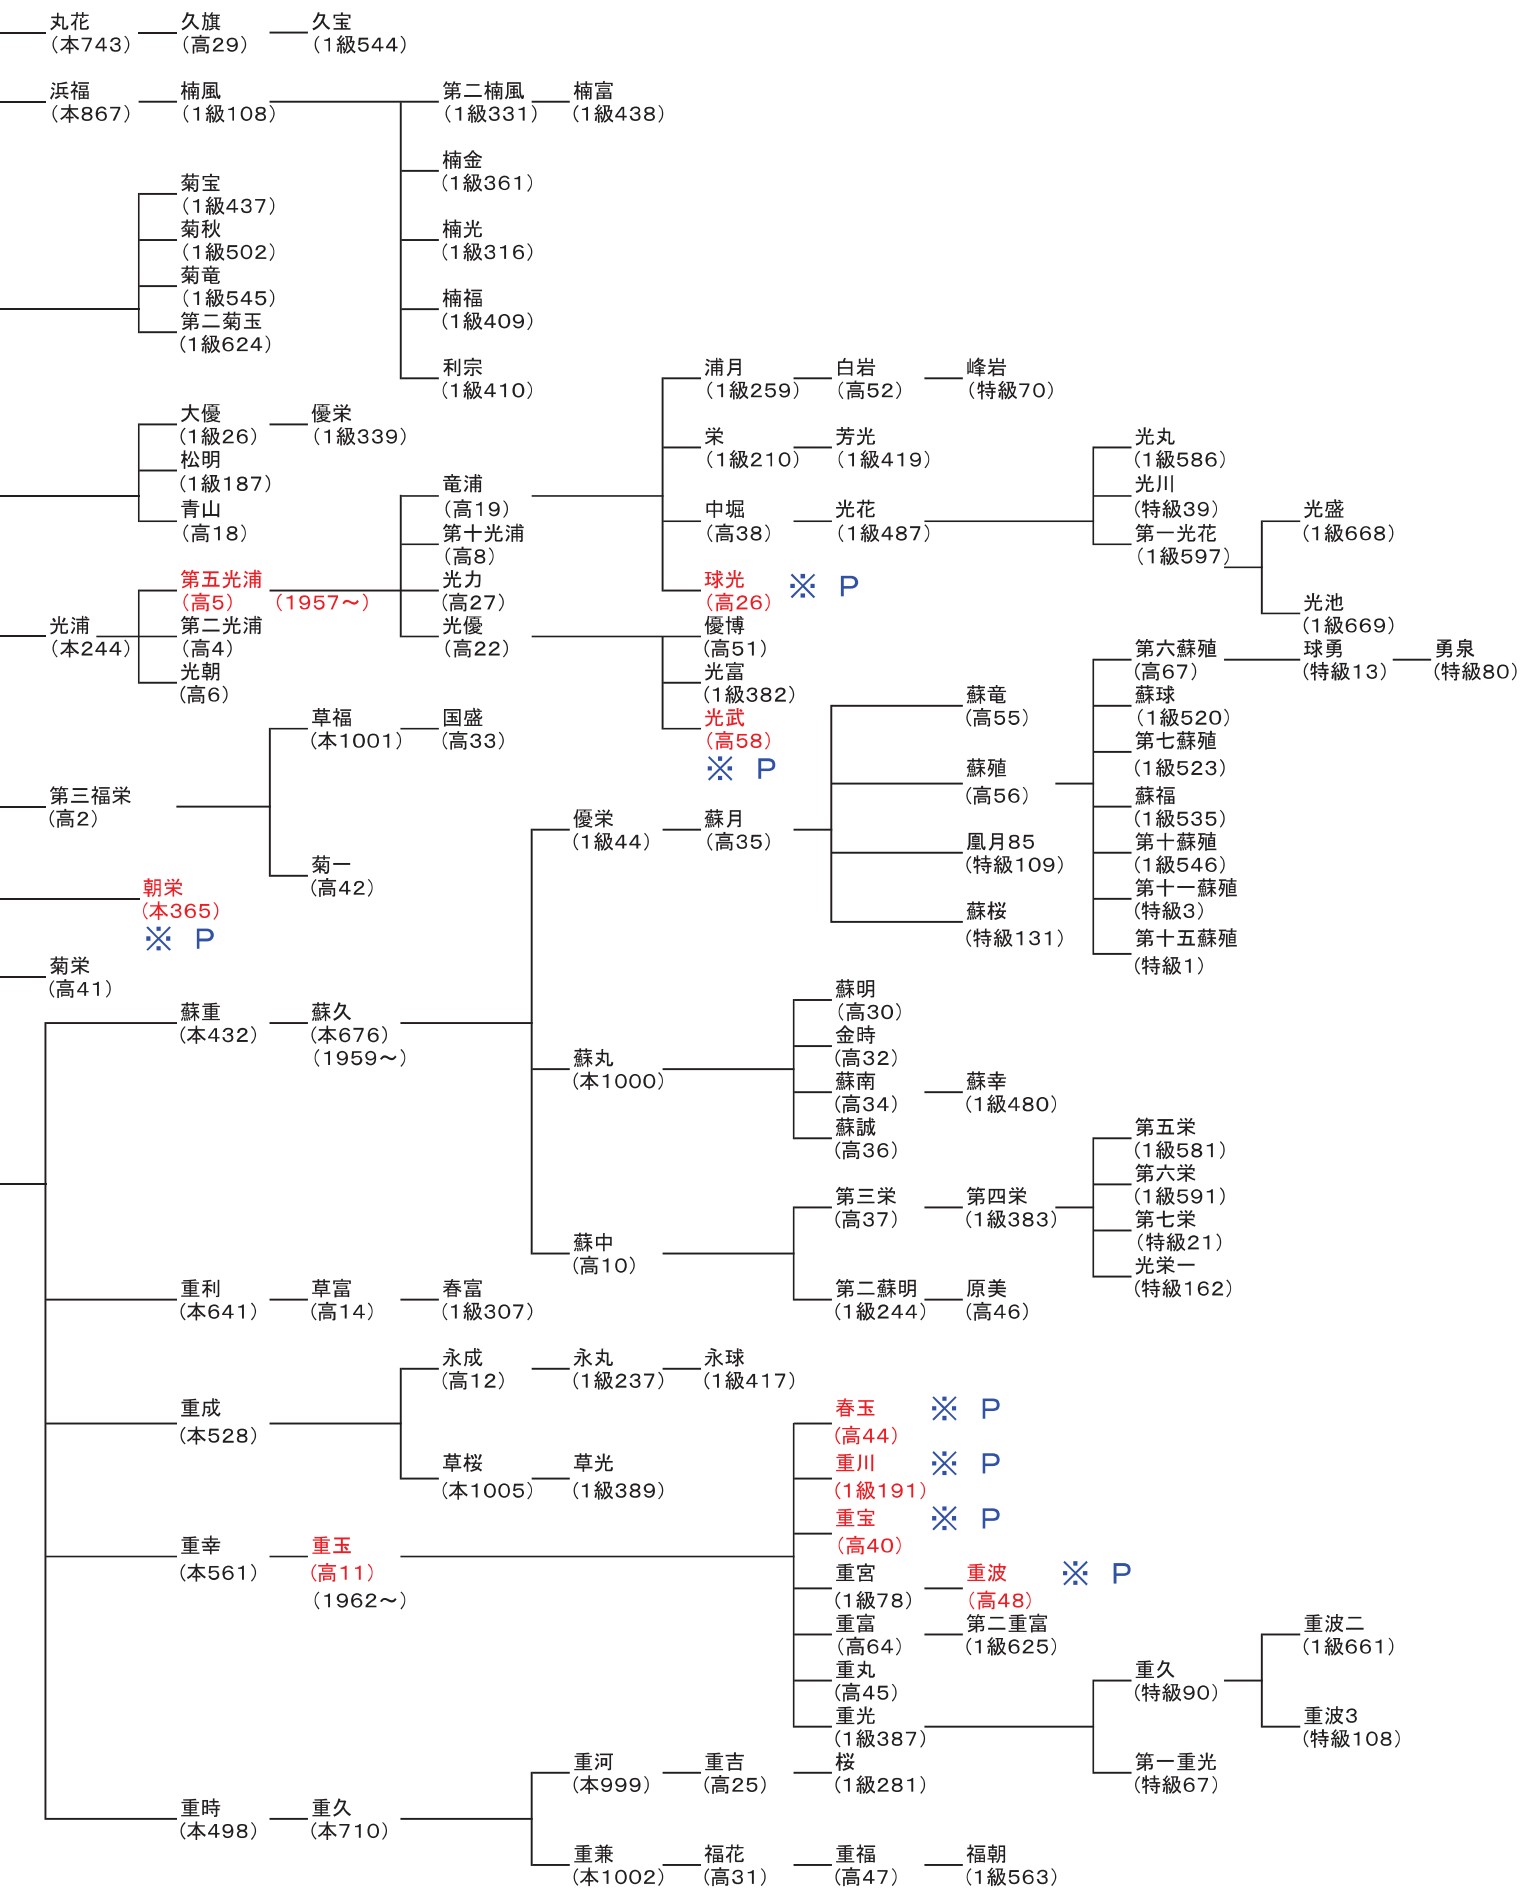 丸花
(本743)
久旗
(高29)
久宝
(1級544)
浜福
(本867)
楠風
(1級108)
第二楠風
(1級331)
楠富
(1級438)
楠金
(1級361)
楠光
(1級316)
楠福
(1級409)
利宗
(1級410)
菊宝
(1級437)
菊秋
(1級502)
菊竜
(1級545)
第二菊玉
(1級624)
大優
(1級26)
優栄
(1級339)
松明
(1級187)
青山
(高18)
光浦
(本244)
第五光浦
(高5) (1957～)
第二光浦
(高4)
光朝
(高6)
竜浦
(高19)
第十光浦
(高8)
光力
(高27)
光優
(高22)
浦月
(1級259)
白岩
(高52)
峰岩
(特級70)
栄
(1級210)
芳光
(1級419)
中堀
(高38)
光花
(1級487)
光丸
(1級586)
光川
(特級39)
第一光花
(1級597)
光盛
(1級668)
光池
(1級669)
球光 ※ P
(高26)
優博
(高51)
光富
(1級382)
光武
(高58)
※ P
第三福栄
(高2)
草福
(本1001)
国盛
(高33)
菊一
(高42)
朝栄
(本365)
※ P
菊栄
(高41)
蘇重
(本432)
蘇久
(本676)
(1959～)
優栄
(1級44)
蘇月
(高35)
蘇竜
(高55)
蘇殖
(高56)
凰月85
(特級109)
蘇桜
(特級131)
第六蘇殖
(高67)
球勇
(特級13)
勇泉
(特級80)
蘇球
(1級520)
第七蘇殖
(1級523)
蘇福
(1級535)
第十蘇殖
(1級546)
第十一蘇殖
(特級3)
第十五蘇殖
(特級1)
蘇丸
(本1000)
蘇明
(高30)
金時
(高32)
蘇南
(高34)
蘇幸
(1級480)
蘇誠
(高36)
蘇中
(高10)
第三栄
(高37)
第四栄
(1級383)
第五栄
(1級581)
第六栄
(1級591)
第七栄
(特級21)
光栄一
(特級162)
第二蘇明
(1級244)
原美
(高46)
重利
(本641)
草富
(高14)
春富
(1級307)
重成
(本528)
永成
(高12)
永丸
(1級237)
永球
(1級417)
草桜
(本1005)
草光
(1級389)
重幸
(本561)
重玉
(高11)
(1962～)
春玉 ※ P
(高44)
重川 ※ P
(1級191)
重宝 ※ P
(高40)
重宮
(1級78)
重波 ※ P
(高48)
重富
(高64)
第二重富
(1級625)
重丸
(高45)
重光
(1級387)
重久
(特級90)
重波二
(1級661)
重波3
(特級108)
第一重光
(特級67)
重時
(本498)
重久
(本710)
重河
(本999)
重吉
(高25)
桜
(1級281)
重兼
(本1002)
福花
(高31)
重福
(高47)
福朝
(1級563)